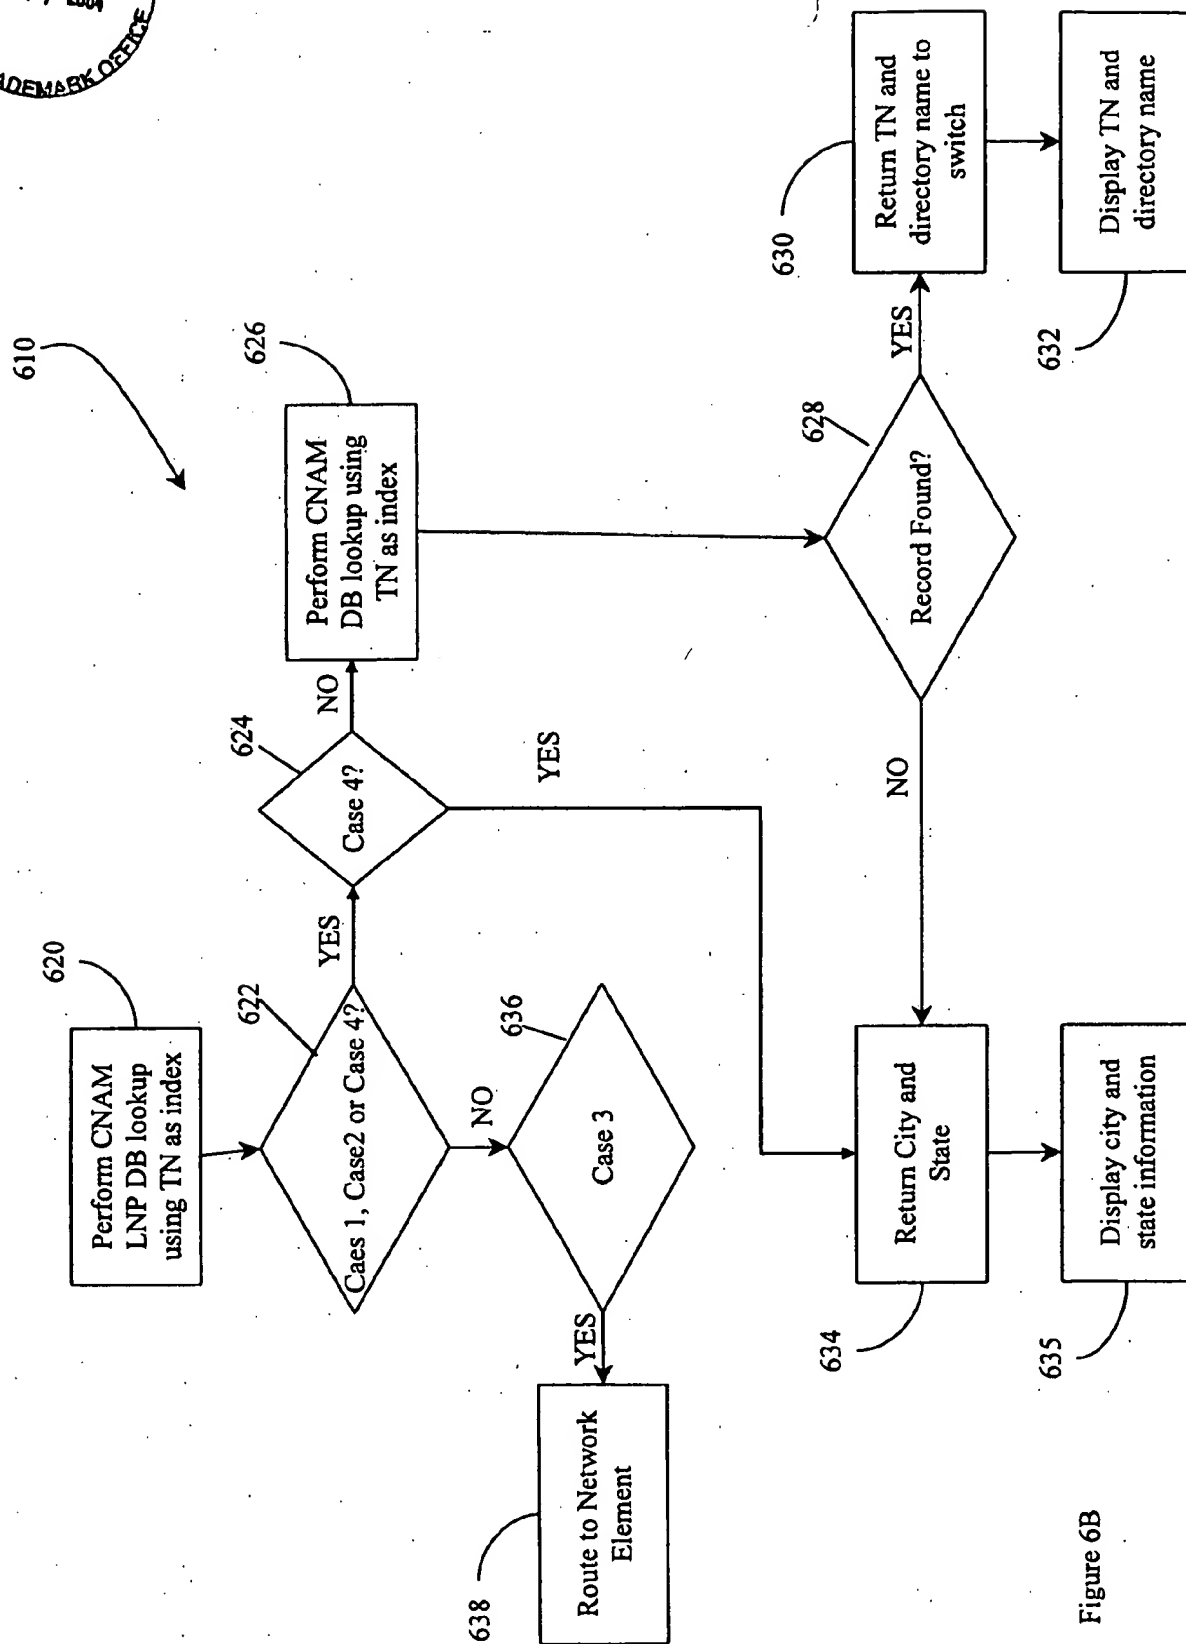 2004
ADEMARK OFFICE
610
620
Perform CNAM
LNP DB lookup
using TN as index
622
Caes 1, Case2 or Case 4?
YES
NO
624
Case 4?
NO
YES
626
Perform CNAM
DB lookup using
TN as index
636
Case 3
YES
638
Route to Network
Element
628
Record Found?
YES
NO
630
Return TN and
directory name to
switch
632
Display TN and
directory name
634
Return City and
State
635
Display city and
state information
Figure 6B